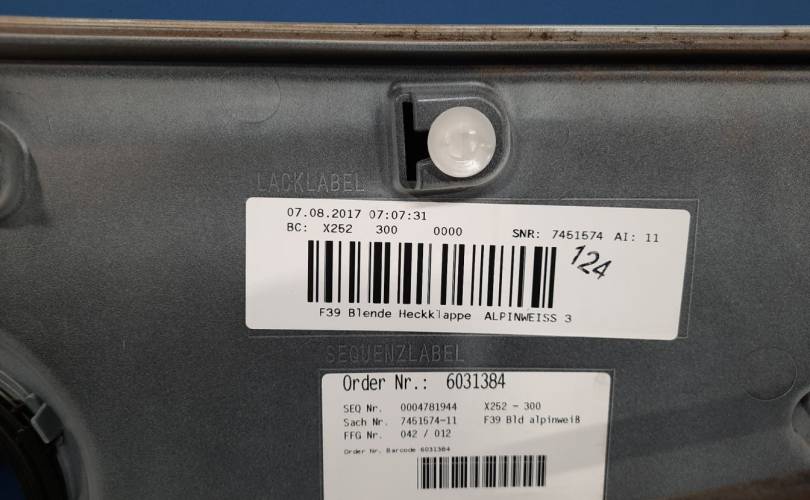 LACKLABEL
07.08.2017 07:07:31
BC: X252 300 0000 SNR: 7451574 AI: 11
124
F39 Blende Heckklappe ALPINWEISS 3
SEQUENZLABEL
Order Nr.: 6031384
SEQ Nr. 0004781944 X252 - 300
Sach Nr. 7451574-11 F39 Bld alpinweiß
FFG Nr. 042 / 012
Order Nr. Barcode 6031384